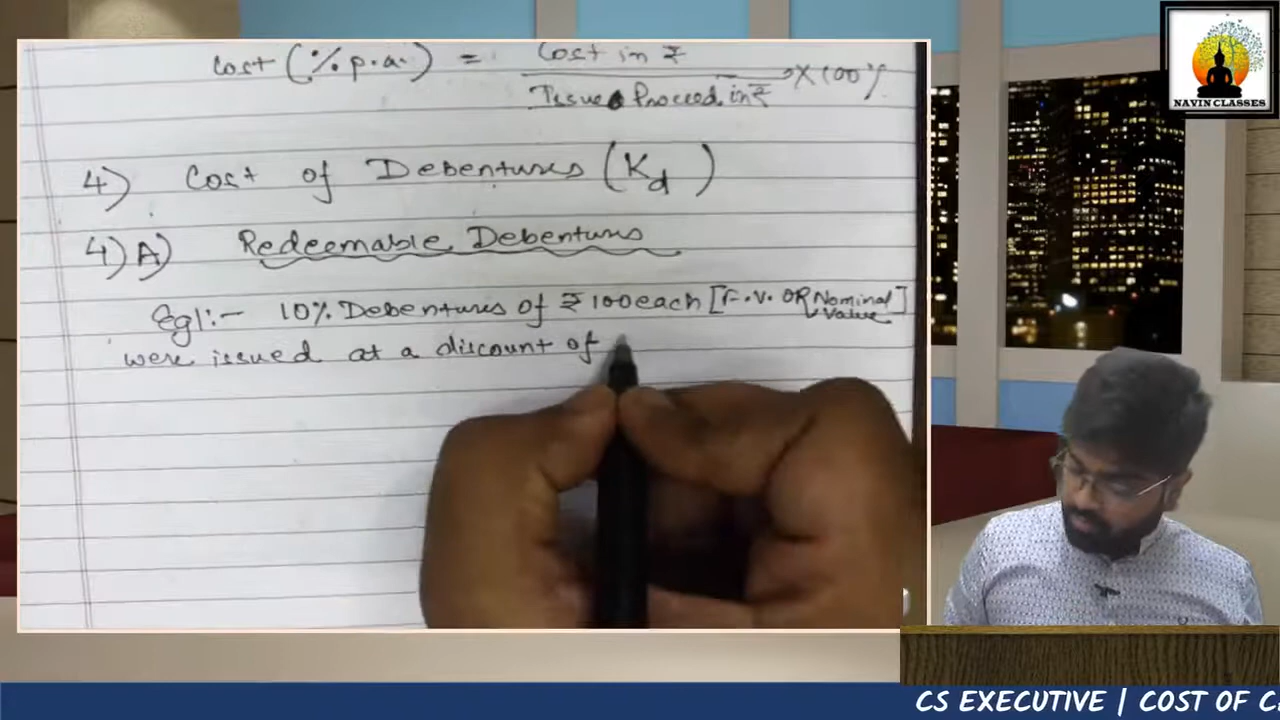 Cost (% p.a.) = Cost in ₹
Issue Proceed in ₹ X 100%
4) Cost of Debentures (Kd)
4) A) Redeemable Debentures
Eg1:- 10% Debentures of ₹ 100 each [F.V. OR Nominal Value]
were issued at a discount of
NAVIN CLASSES
CS EXECUTIVE | COST OF C